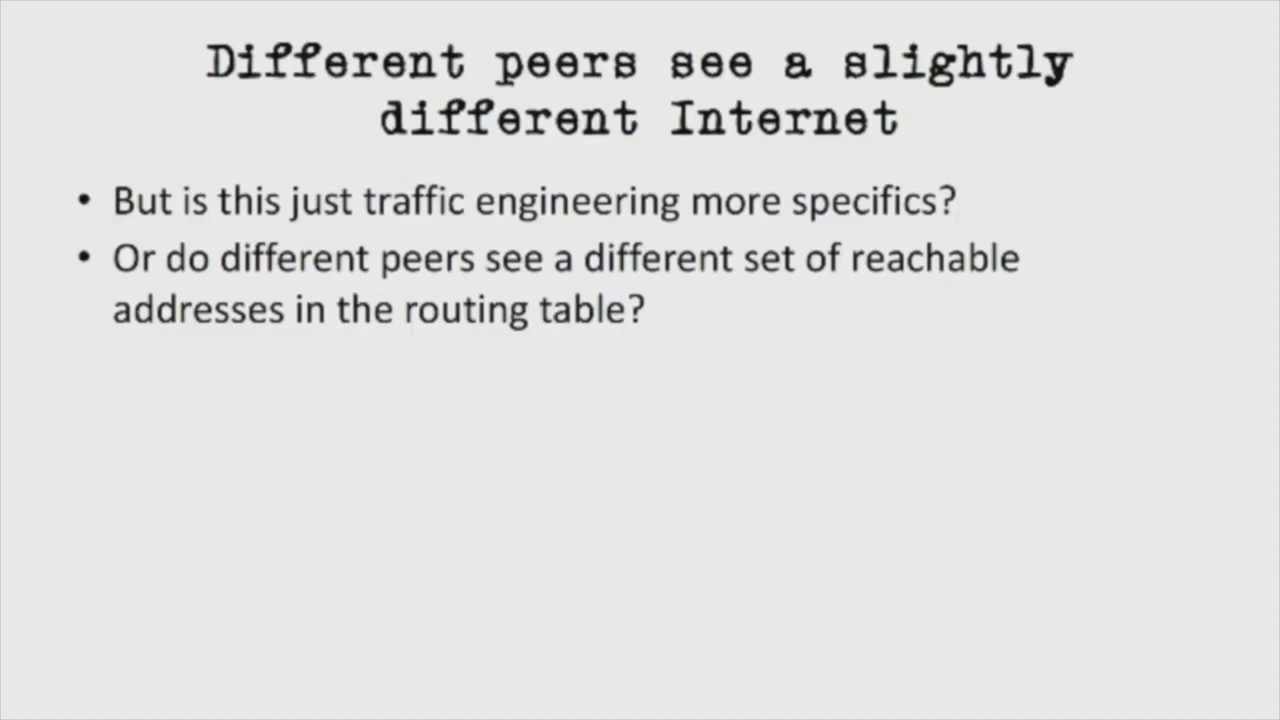 Different peers see a slightly
different Internet
• But is this just traffic engineering more specifics?
• Or do different peers see a different set of reachable
addresses in the routing table?